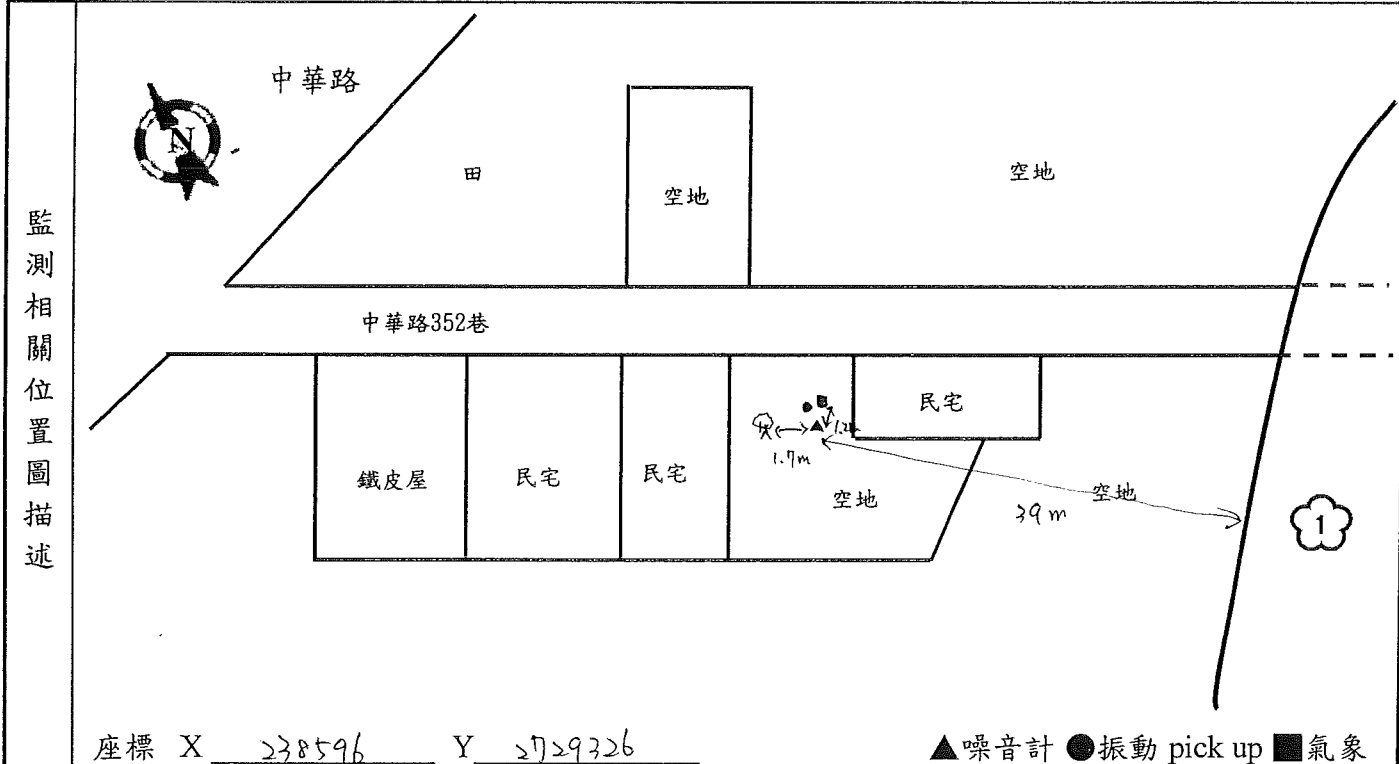 監測相關位置圖描述
中華路
N
田
空地
空地
中華路352巷
鐵皮屋
民宅
民宅
民宅
1.2m
1.7m
空地
39m
空地
1
座標 X 238596 Y 2729326
▲噪音計 ●振動 pick up ■氣象